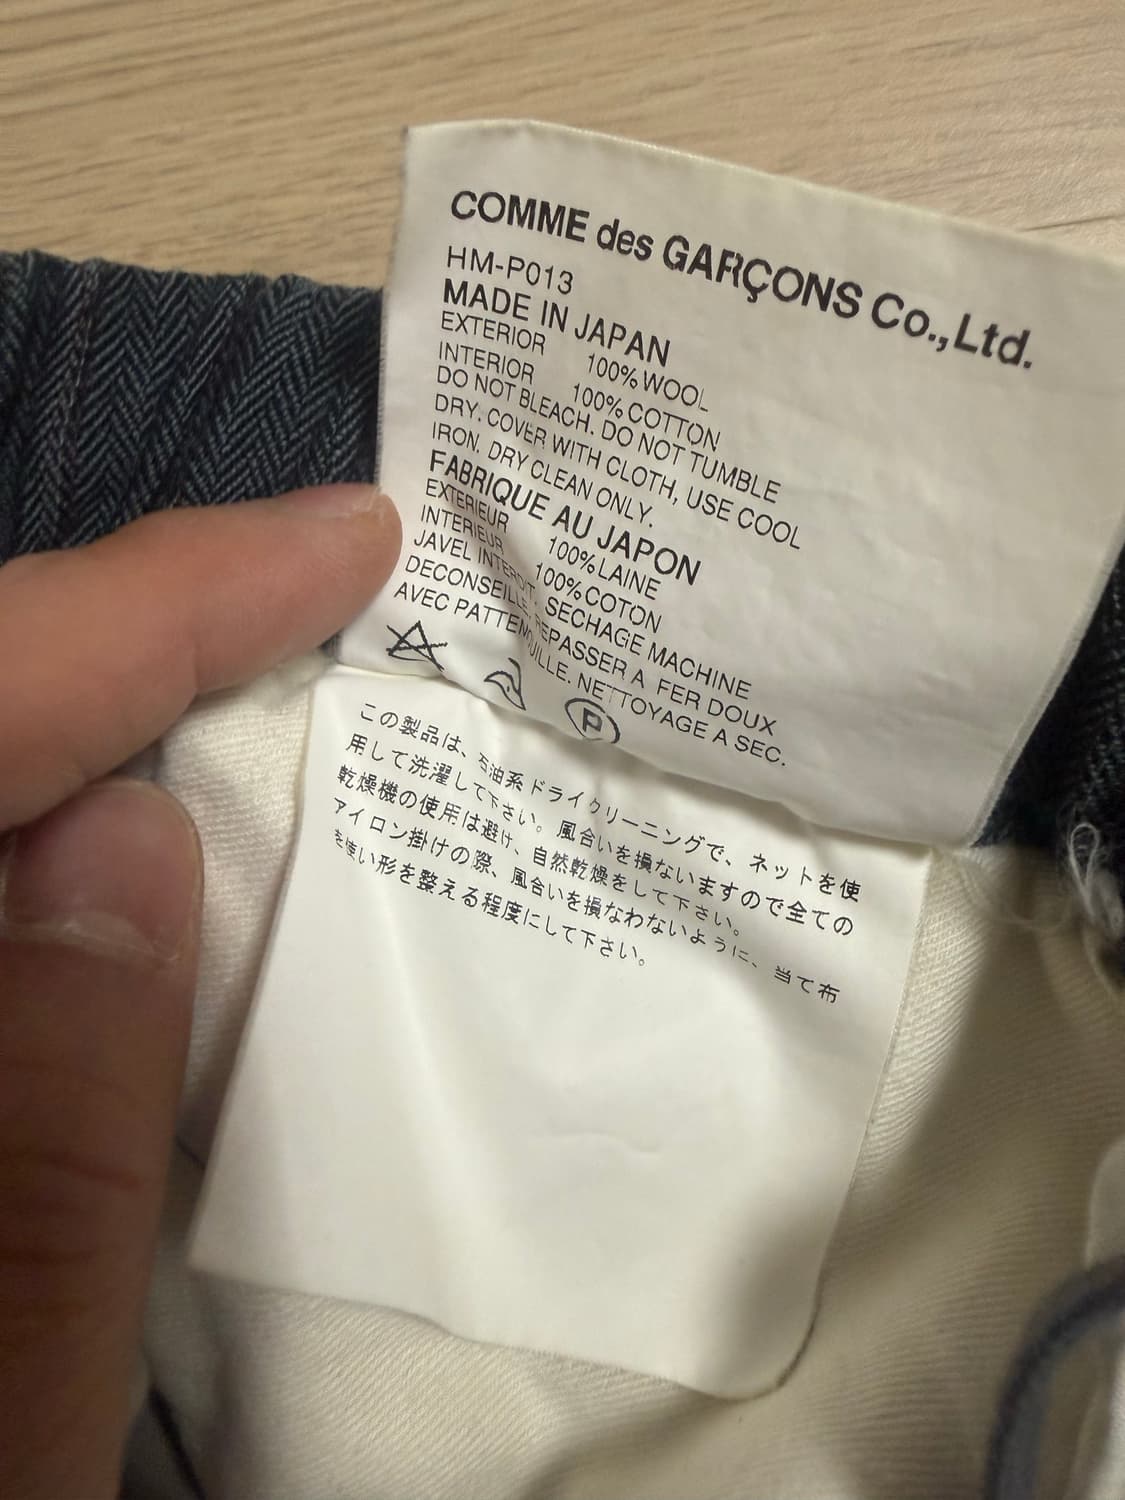 COMME des GARÇONS Co.,Ltd.
HM-P013
MADE IN JAPAN
EXTERIOR 100%WOOL
INTERIOR 100%COTTON
DO NOT BLEACH. DO NOT TUMBLE
DRY. COVER WITH CLOTH, USE COOL
IRON. DRY CLEAN ONLY.
FABRIQUE AU JAPON
EXTERIEUR 100%LAINE
INTERIEUR 100%COTON
JAVEL INTERDIT. SECHAGE MACHINE
DECONSEILLE. REPASSER A FER DOUX
AVEC PATTEMOUILLE. NETTOYAGE A SEC.
P
この製品は、石油系ドライクリーニングで、ネットを使
用して洗濯して下さい。風合いを損ないますので全ての
乾燥機の使用は避け、自然乾燥をして下さい。
アイロン掛けの際、風合いを損なわないように、当て布
を使い形を整える程度にして下さい。